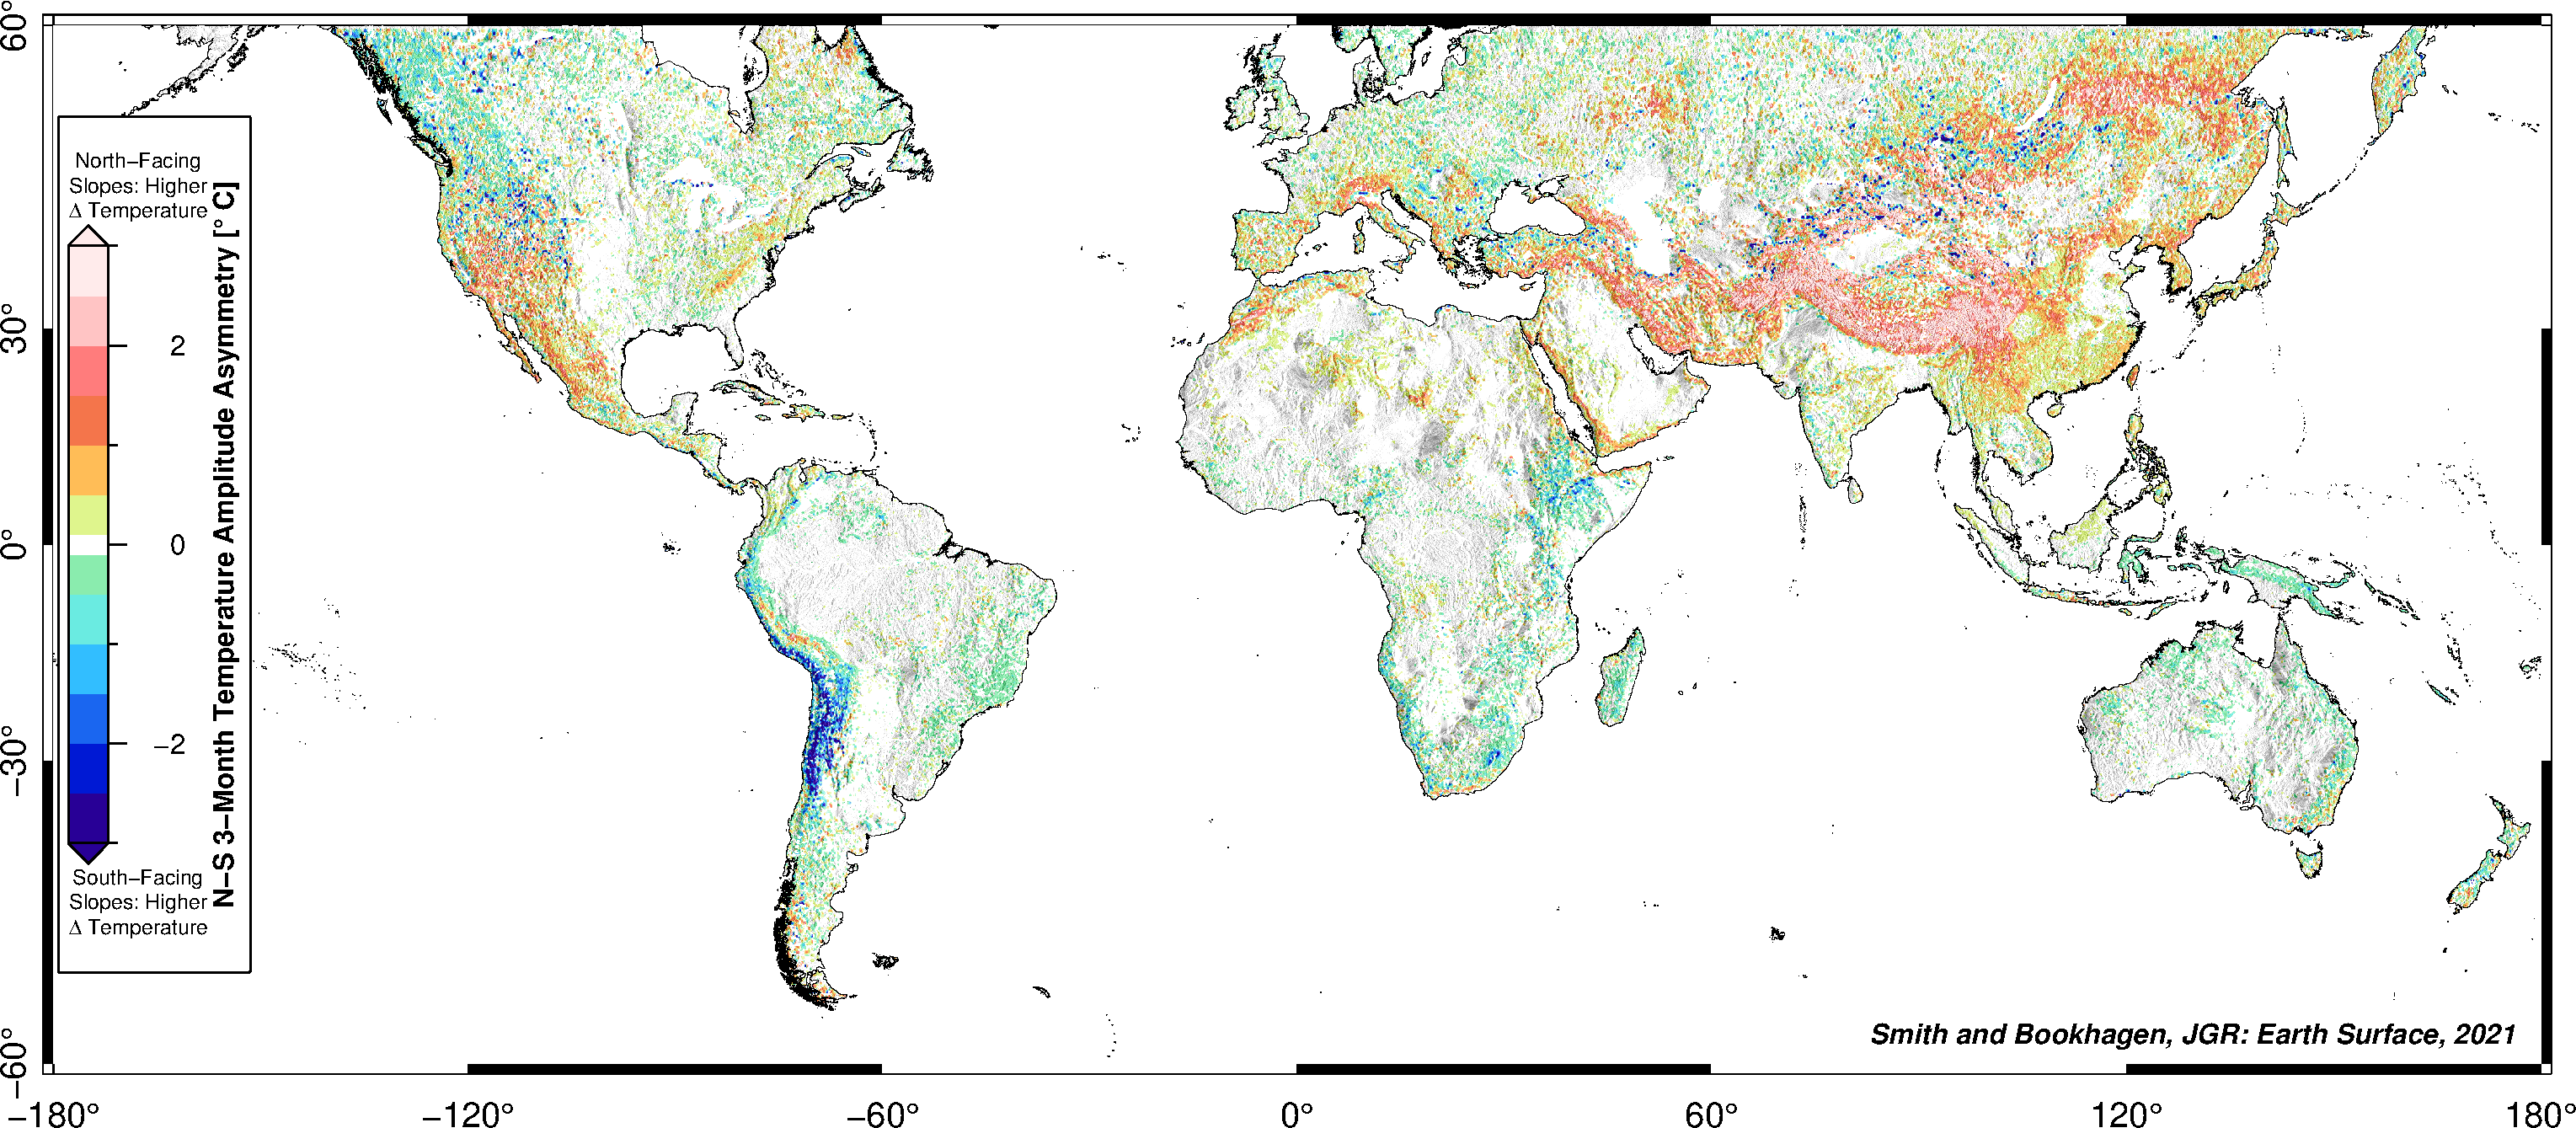 60°
30°
0°
−30°
−60°
North−Facing
Slopes: Higher
Δ Temperature
2
0
−2
N−S 3−Month Temperature Amplitude Asymmetry [° C]
South−Facing
Slopes: Higher
Δ Temperature
Smith and Bookhagen, JGR: Earth Surface, 2021
−180° −120° −60° 0° 60° 120° 180°